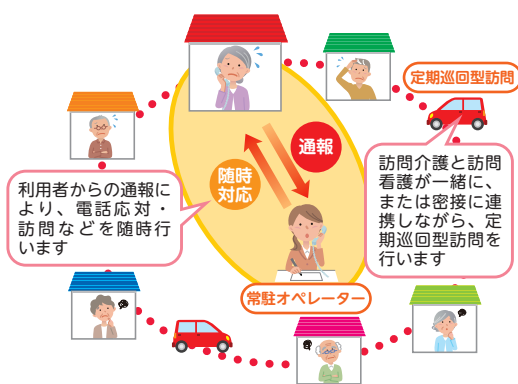 定期巡回型訪問
通報
随時
対応
利用者からの通報に
より、電話応対・
訪問などを随時行
います
訪問介護と訪問
看護が一緒に、
または密接に連
携しながら、定
期巡回型訪問を
行います
常駐オペレーター